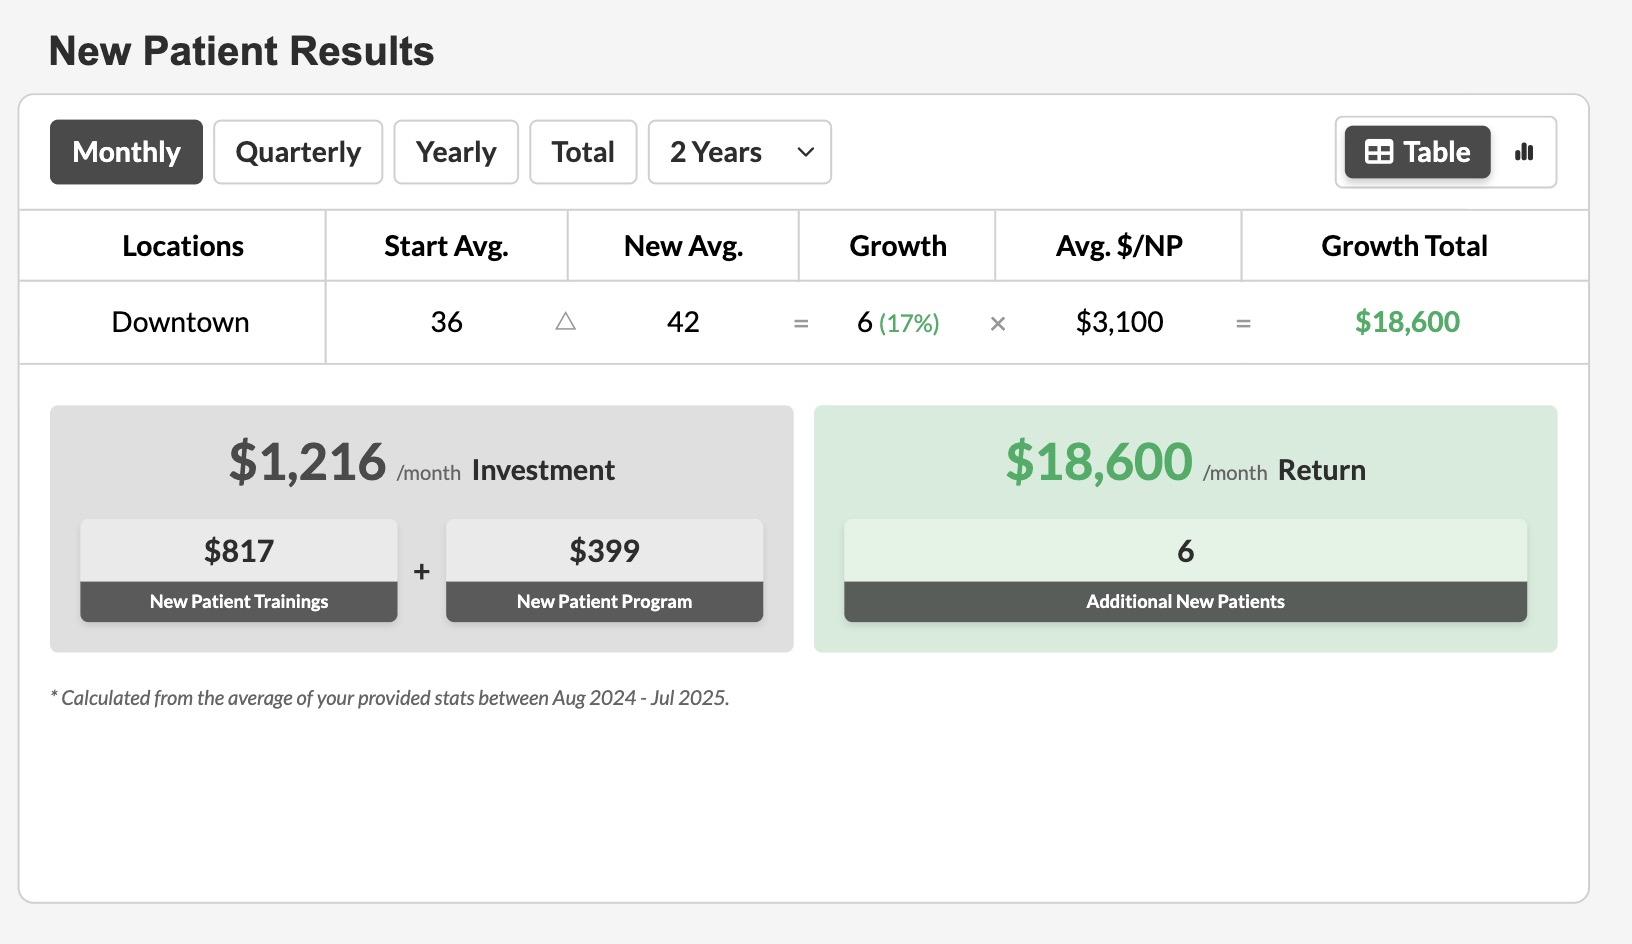 New Patient Results
Monthly Quarterly Yearly Total 2 Years Table
Locations Start Avg. New Avg. Growth Avg. $/NP Growth Total
Downtown 36 △ 42 = 6 (17%) × $3,100 = $18,600
$1,216 /month Investment
$817 + $399
New Patient Trainings New Patient Program
$18,600 /month Return
6
Additional New Patients
* Calculated from the average of your provided stats between Aug 2024 - Jul 2025.